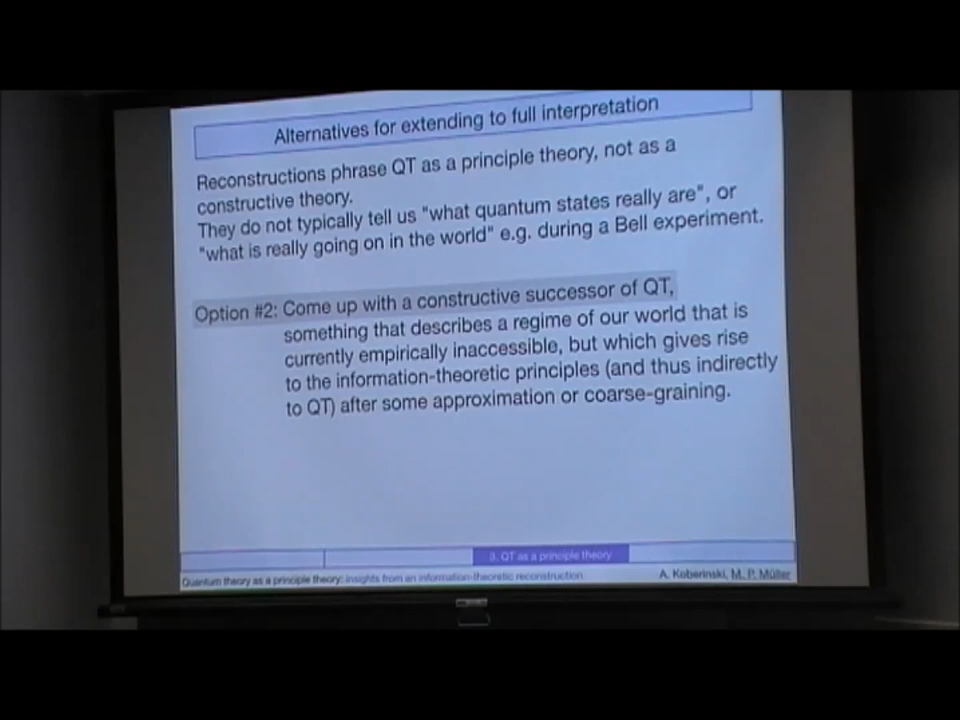 Alternatives for extending to full interpretation
Reconstructions phrase QT as a principle theory, not as a
constructive theory.
They do not typically tell us "what quantum states really are", or
"what is really going on in the world" e.g. during a Bell experiment.
Option #2: Come up with a constructive successor of QT,
something that describes a regime of our world that is
currently empirically inaccessible, but which gives rise
to the information-theoretic principles (and thus indirectly
to QT) after some approximation or coarse-graining.
3. QT as a principle theory
Quantum theory as a principle theory: insights from an information-theoretic reconstruction
A. Koberinski, M. P. Müller